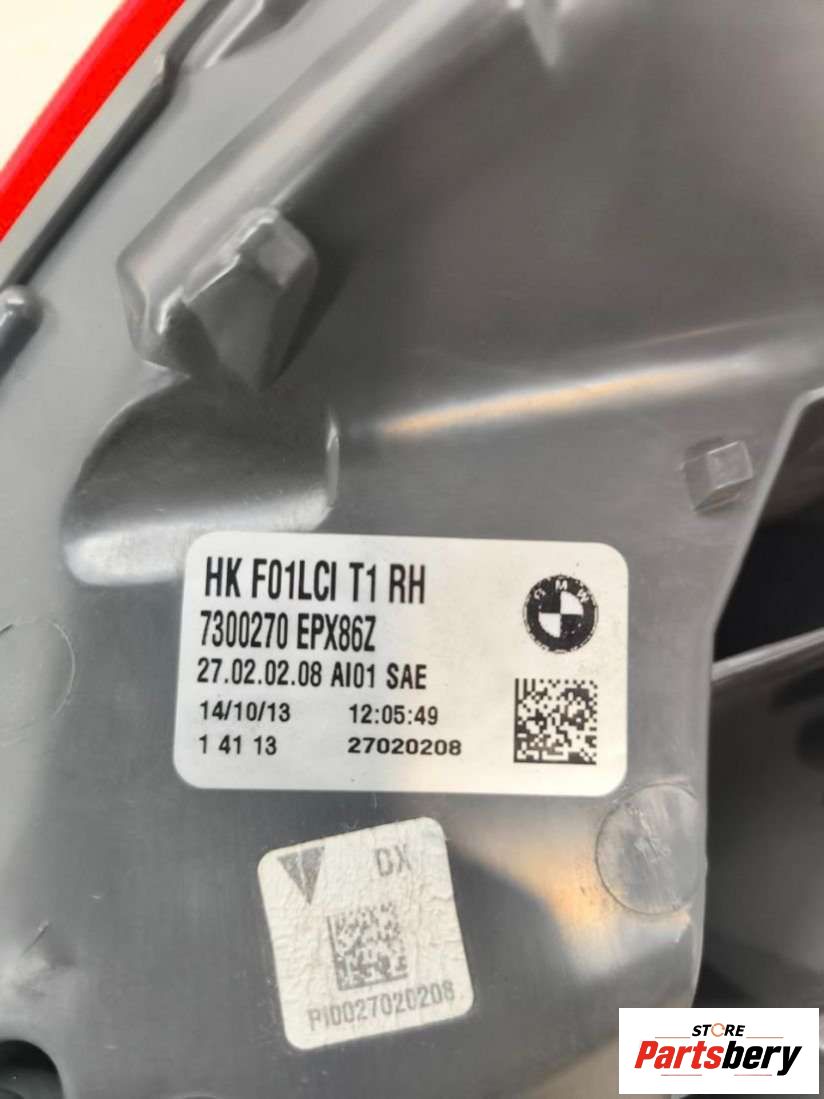 HK F01LCI T1 RH
BMW
7300270 EPX86Z
27.02.02.08 AI01 SAE
14/10/13 12:05:49
1 41 13 27020208
DX
PI0027020208
STORE
Partsbery